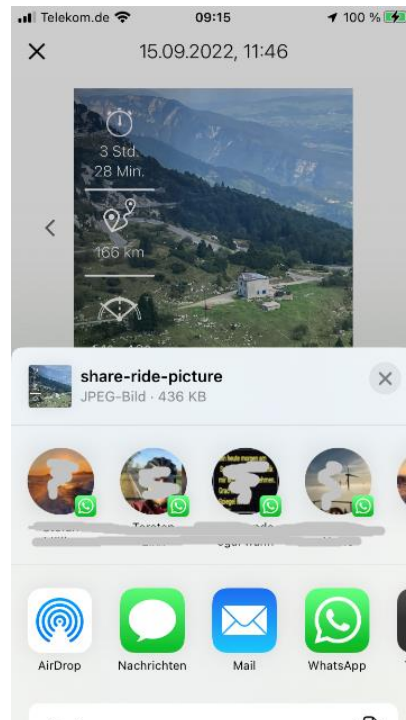 Telekom.de 09:15 100 %
15.09.2022, 11:46
3 Std.
28 Min.
166 km
share-ride-picture
JPEG-Bild · 436 KB
AirDrop Nachrichten Mail WhatsApp